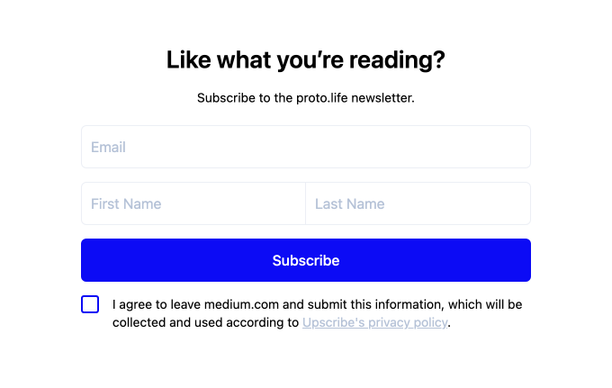 Like what you’re reading?
Subscribe to the proto.life newsletter.
Email
First Name
Last Name
Subscribe
I agree to leave medium.com and submit this information, which will be
collected and used according to Upscribe's privacy policy.